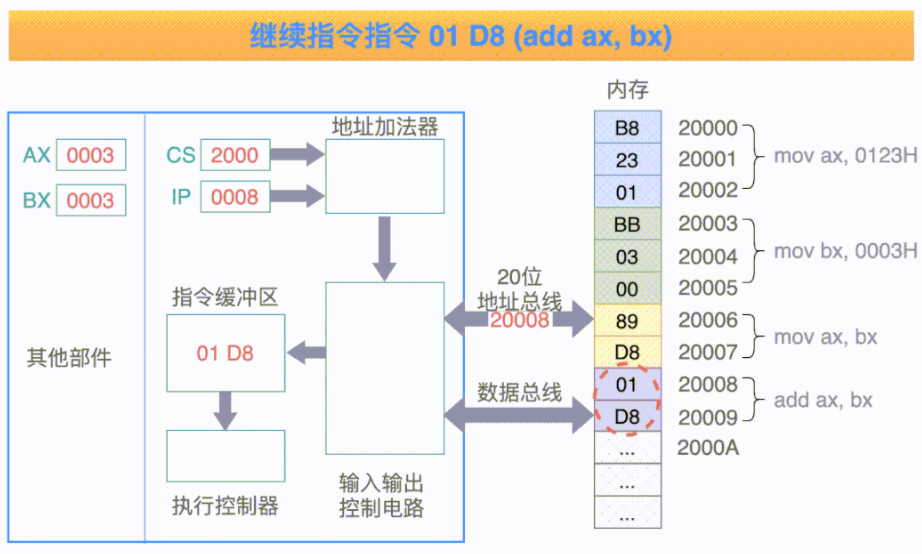 继续指令指令 01 D8 (add ax, bx)
内存
地址加法器
AX 0003
CS 2000
BX 0003
IP 0008
B8 20000
23 20001
01 20002
mov ax, 0123H
BB 20003
03 20004
00 20005
mov bx, 0003H
20位
地址总线
20008
89 20006
D8 20007
mov ax, bx
指令缓冲区
01 D8
其他部件
数据总线
01 20008
D8 20009
add ax, bx
... 2000A
...
...
执行控制器
输入输出
控制电路